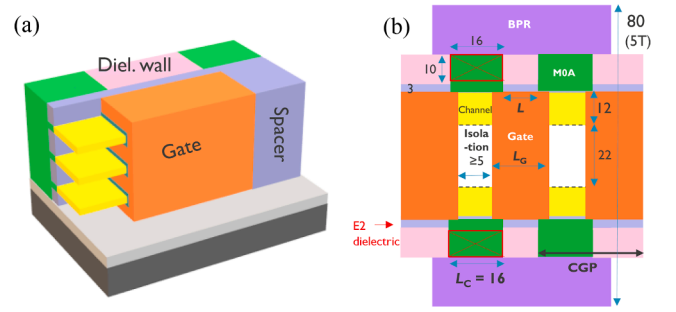 (a)
Diel. wall
Gate
Spacer
(b)
BPR
80
(5T)
16
10
M0A
3
Channel
L
12
Isola
-tion
≥5
Gate
L_G
22
E2
dielectric
CGP
L_C = 16